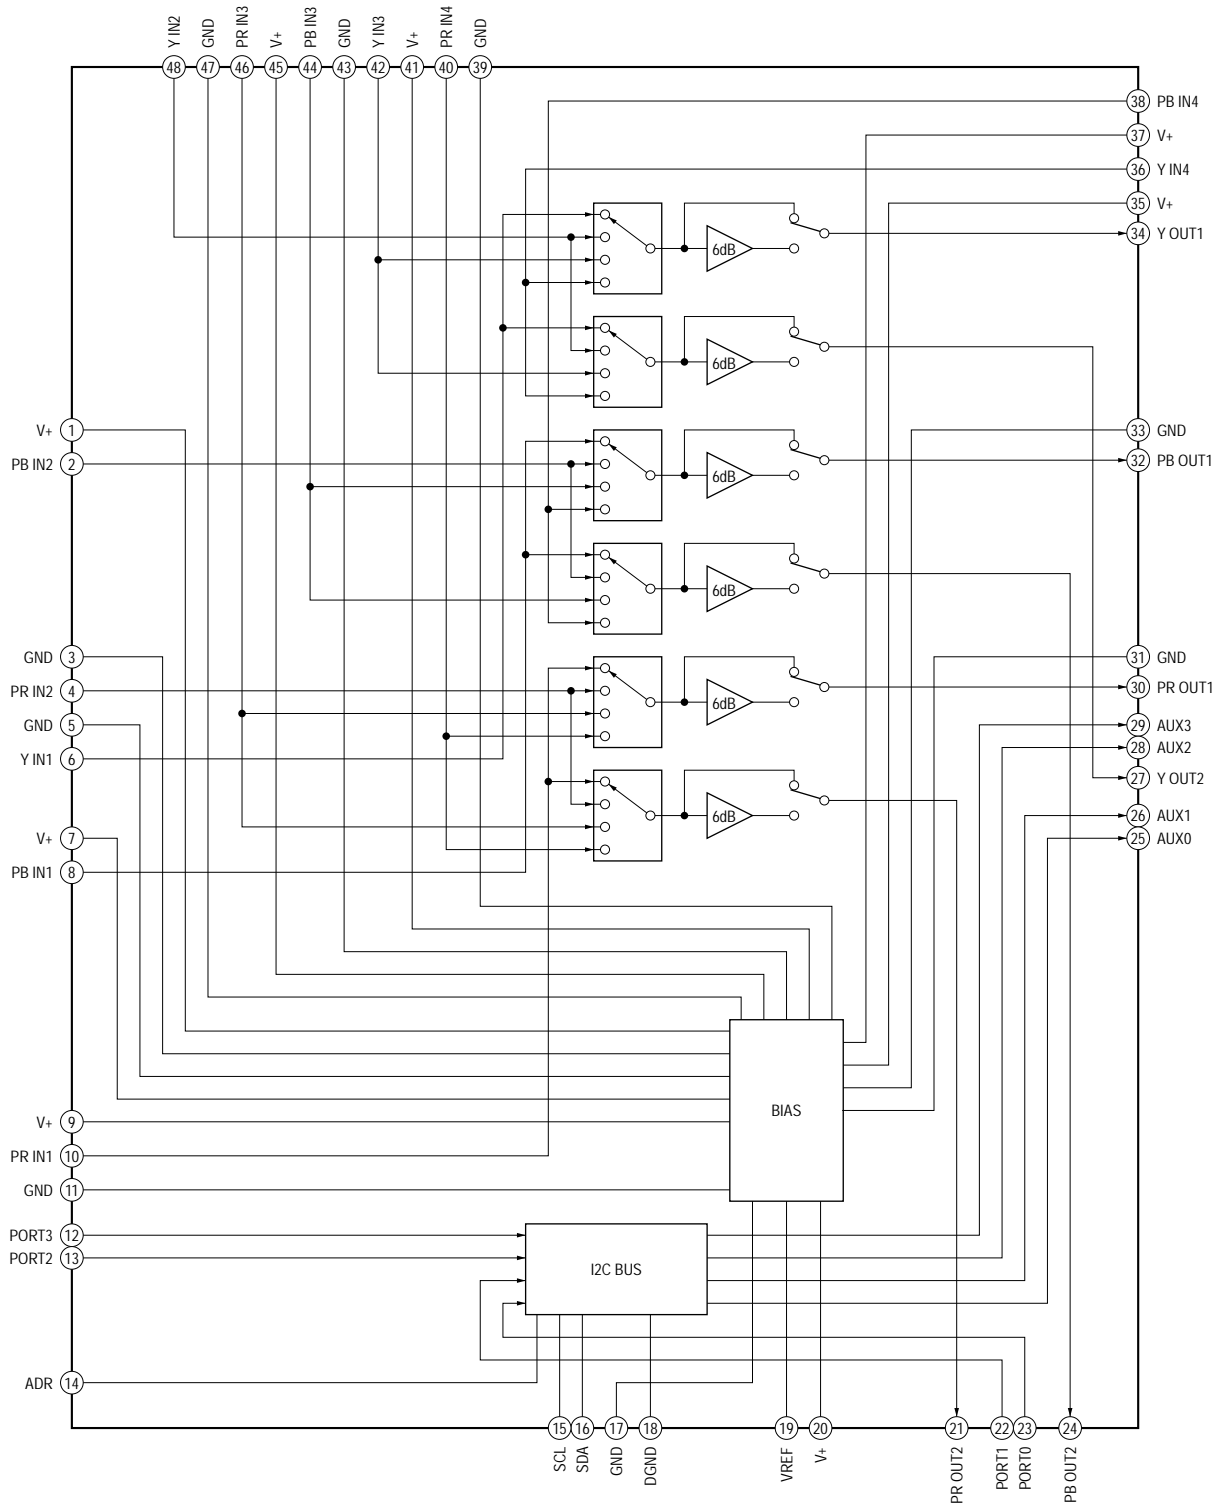 Y IN2
GND
PR IN3
V+
PB IN3
GND
Y IN3
V+
PR IN4
GND
48
47
46
45
44
43
42
41
40
39
38 PB IN4
37 V+
36 Y IN4
35 V+
34 Y OUT1
6dB
6dB
V+ 1
33 GND
PB IN2 2
32 PB OUT1
6dB
6dB
GND 3
31 GND
PR IN2 4
30 PR OUT1
6dB
GND 5
29 AUX3
28 AUX2
Y IN1 6
27 Y OUT2
6dB
26 AUX1
V+ 7
25 AUX0
PB IN1 8
BIAS
V+ 9
PR IN1 10
GND 11
PORT3 12
PORT2 13
I2C BUS
ADR 14
15
16
17
18
19
20
21
22
23
24
SCL
SDA
GND
DGND
VREF
V+
PR OUT2
PORT1
PORT0
PB OUT2